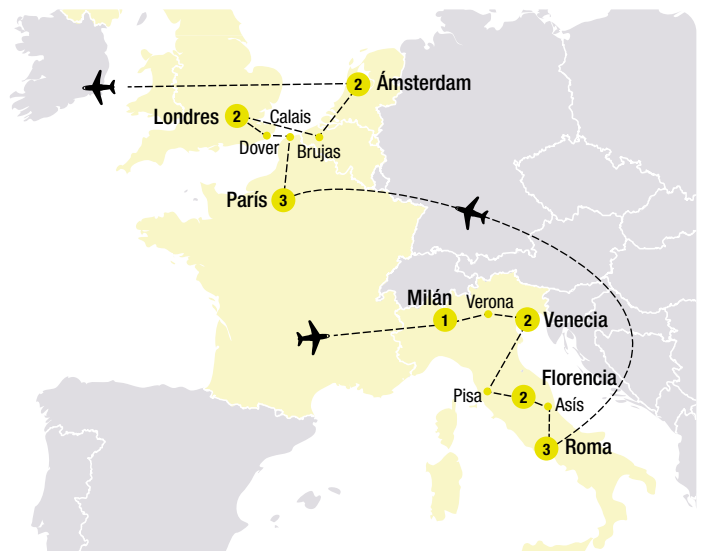 2 Ámsterdam
Londres 2 Calais
Dover Brujas
París 3
Milán Verona
1 2 Venecia
Florencia
Pisa 2 Asís
3 Roma